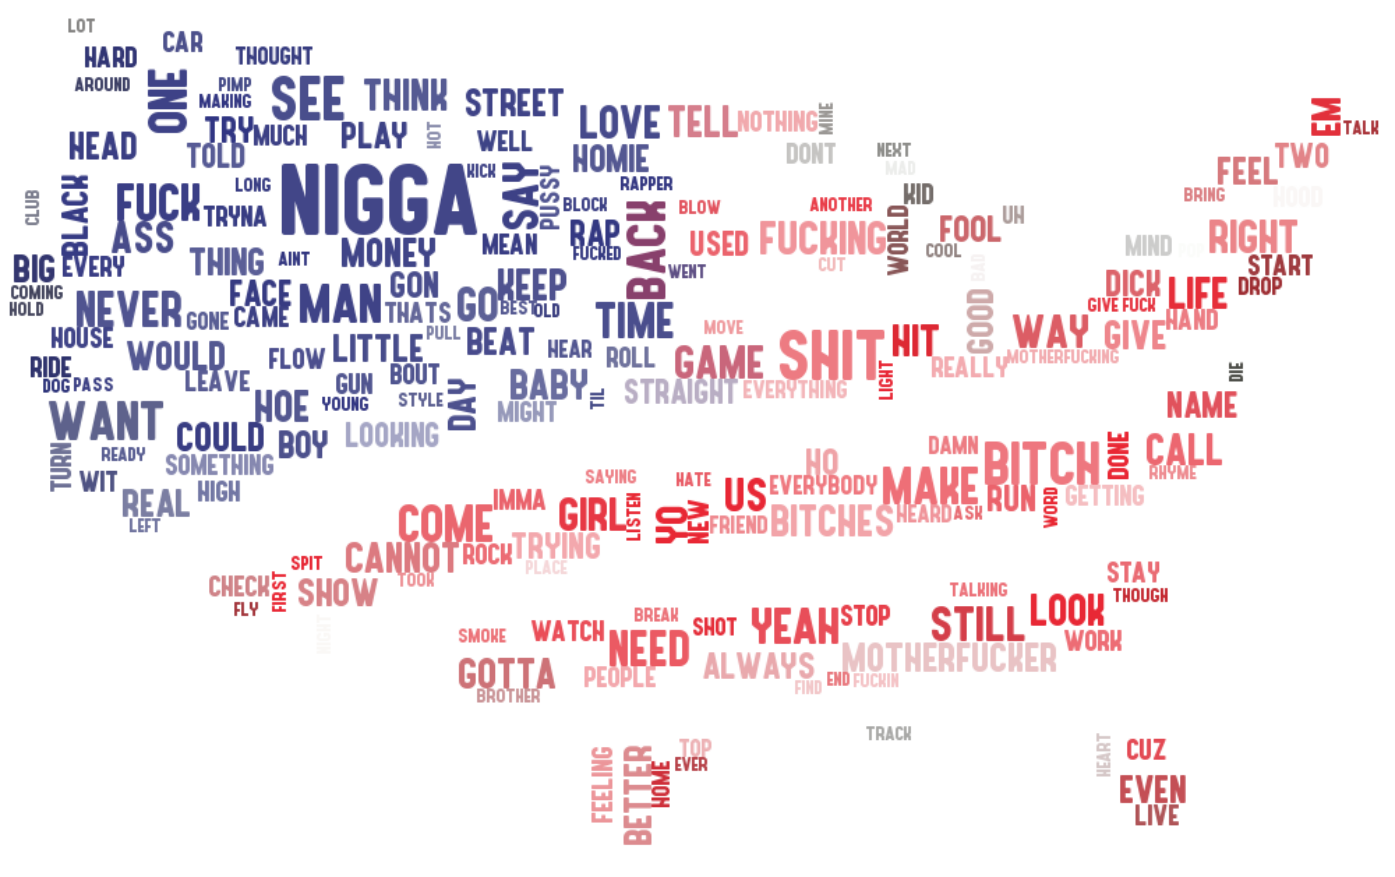 LOT
CAR
HARD
THOUGHT
AROUND
ONE
PIMP
MAKING
SEE
THINK
STREET
LOVE
TELL
NOTHING
MINE
EM
TALK
TRY
MUCH
PLAY
HOT
WELL
HEAD
TOLD
HOMIE
DONT
NEXT
MAD
TWO
FEEL
NIGGA
KICK
SAY
PUSSY
LONG
RAPPER
BLACK
CLUB
FUCK
TRYNA
BLOCK
BACK
BLOW
ANOTHER
KID
WORLD
BRING
HOOD
ASS
RAP
FUCKED
USED
FUCKING
FOOL
UH
COOL
MIND
RIGHT
BIG
EVERY
THING
AINT
MONEY
MEAN
WENT
CUT
BAD
START
COMING
HOLD
FACE
GON
KEEP
DICK
LIFE
DROP
NEVER
GONE
CAME
MAN
THATS
GO
BEST
OLD
TIME
GOOD
GIVE FUCK
HAND
HOUSE
WOULD
FLOW
LITTLE
PULL
BEAT
HEAR
ROLL
MOVE
GAME
SHIT
HIT
WAY
GIVE
REALLY
MOTHERFUCKING
RIDE
DOG
PASS
LEAVE
GUN
BOUT
BABY
TIL
STRAIGHT
EVERYTHING
LIGHT
DIE
WANT
HOE
YOUNG
STYLE
DAY
MIGHT
NAME
COULD
BOY
LOOKING
TURN
READY
SOMETHING
DAMN
BITCH
DONE
CALL
RHYME
WIT
REAL
HIGH
LEFT
SAYING
HATE
HO
EVERYBODY
MAKE
RUN
WORD
GETTING
COME
IMMA
GIRL
LISTEN
YO
NEW
US
FRIEND
BITCHES
HEARD
ASK
CANNOT
ROCK
TRYING
PLACE
SPIT
CHECK
FIRST
SHOW
TOOK
FLY
NIGHT
TALKING
STAY
THOUGH
SMOKE
WATCH
BREAK
NEED
SHOT
YEAH
STOP
STILL
LOOK
WORK
GOTTA
BROTHER
PEOPLE
ALWAYS
MOTHERFUCKER
FIND
END
FUCKIN
TRACK
FEELING
BETTER
HOME
TOP
EVER
HEART
CUZ
EVEN
LIVE